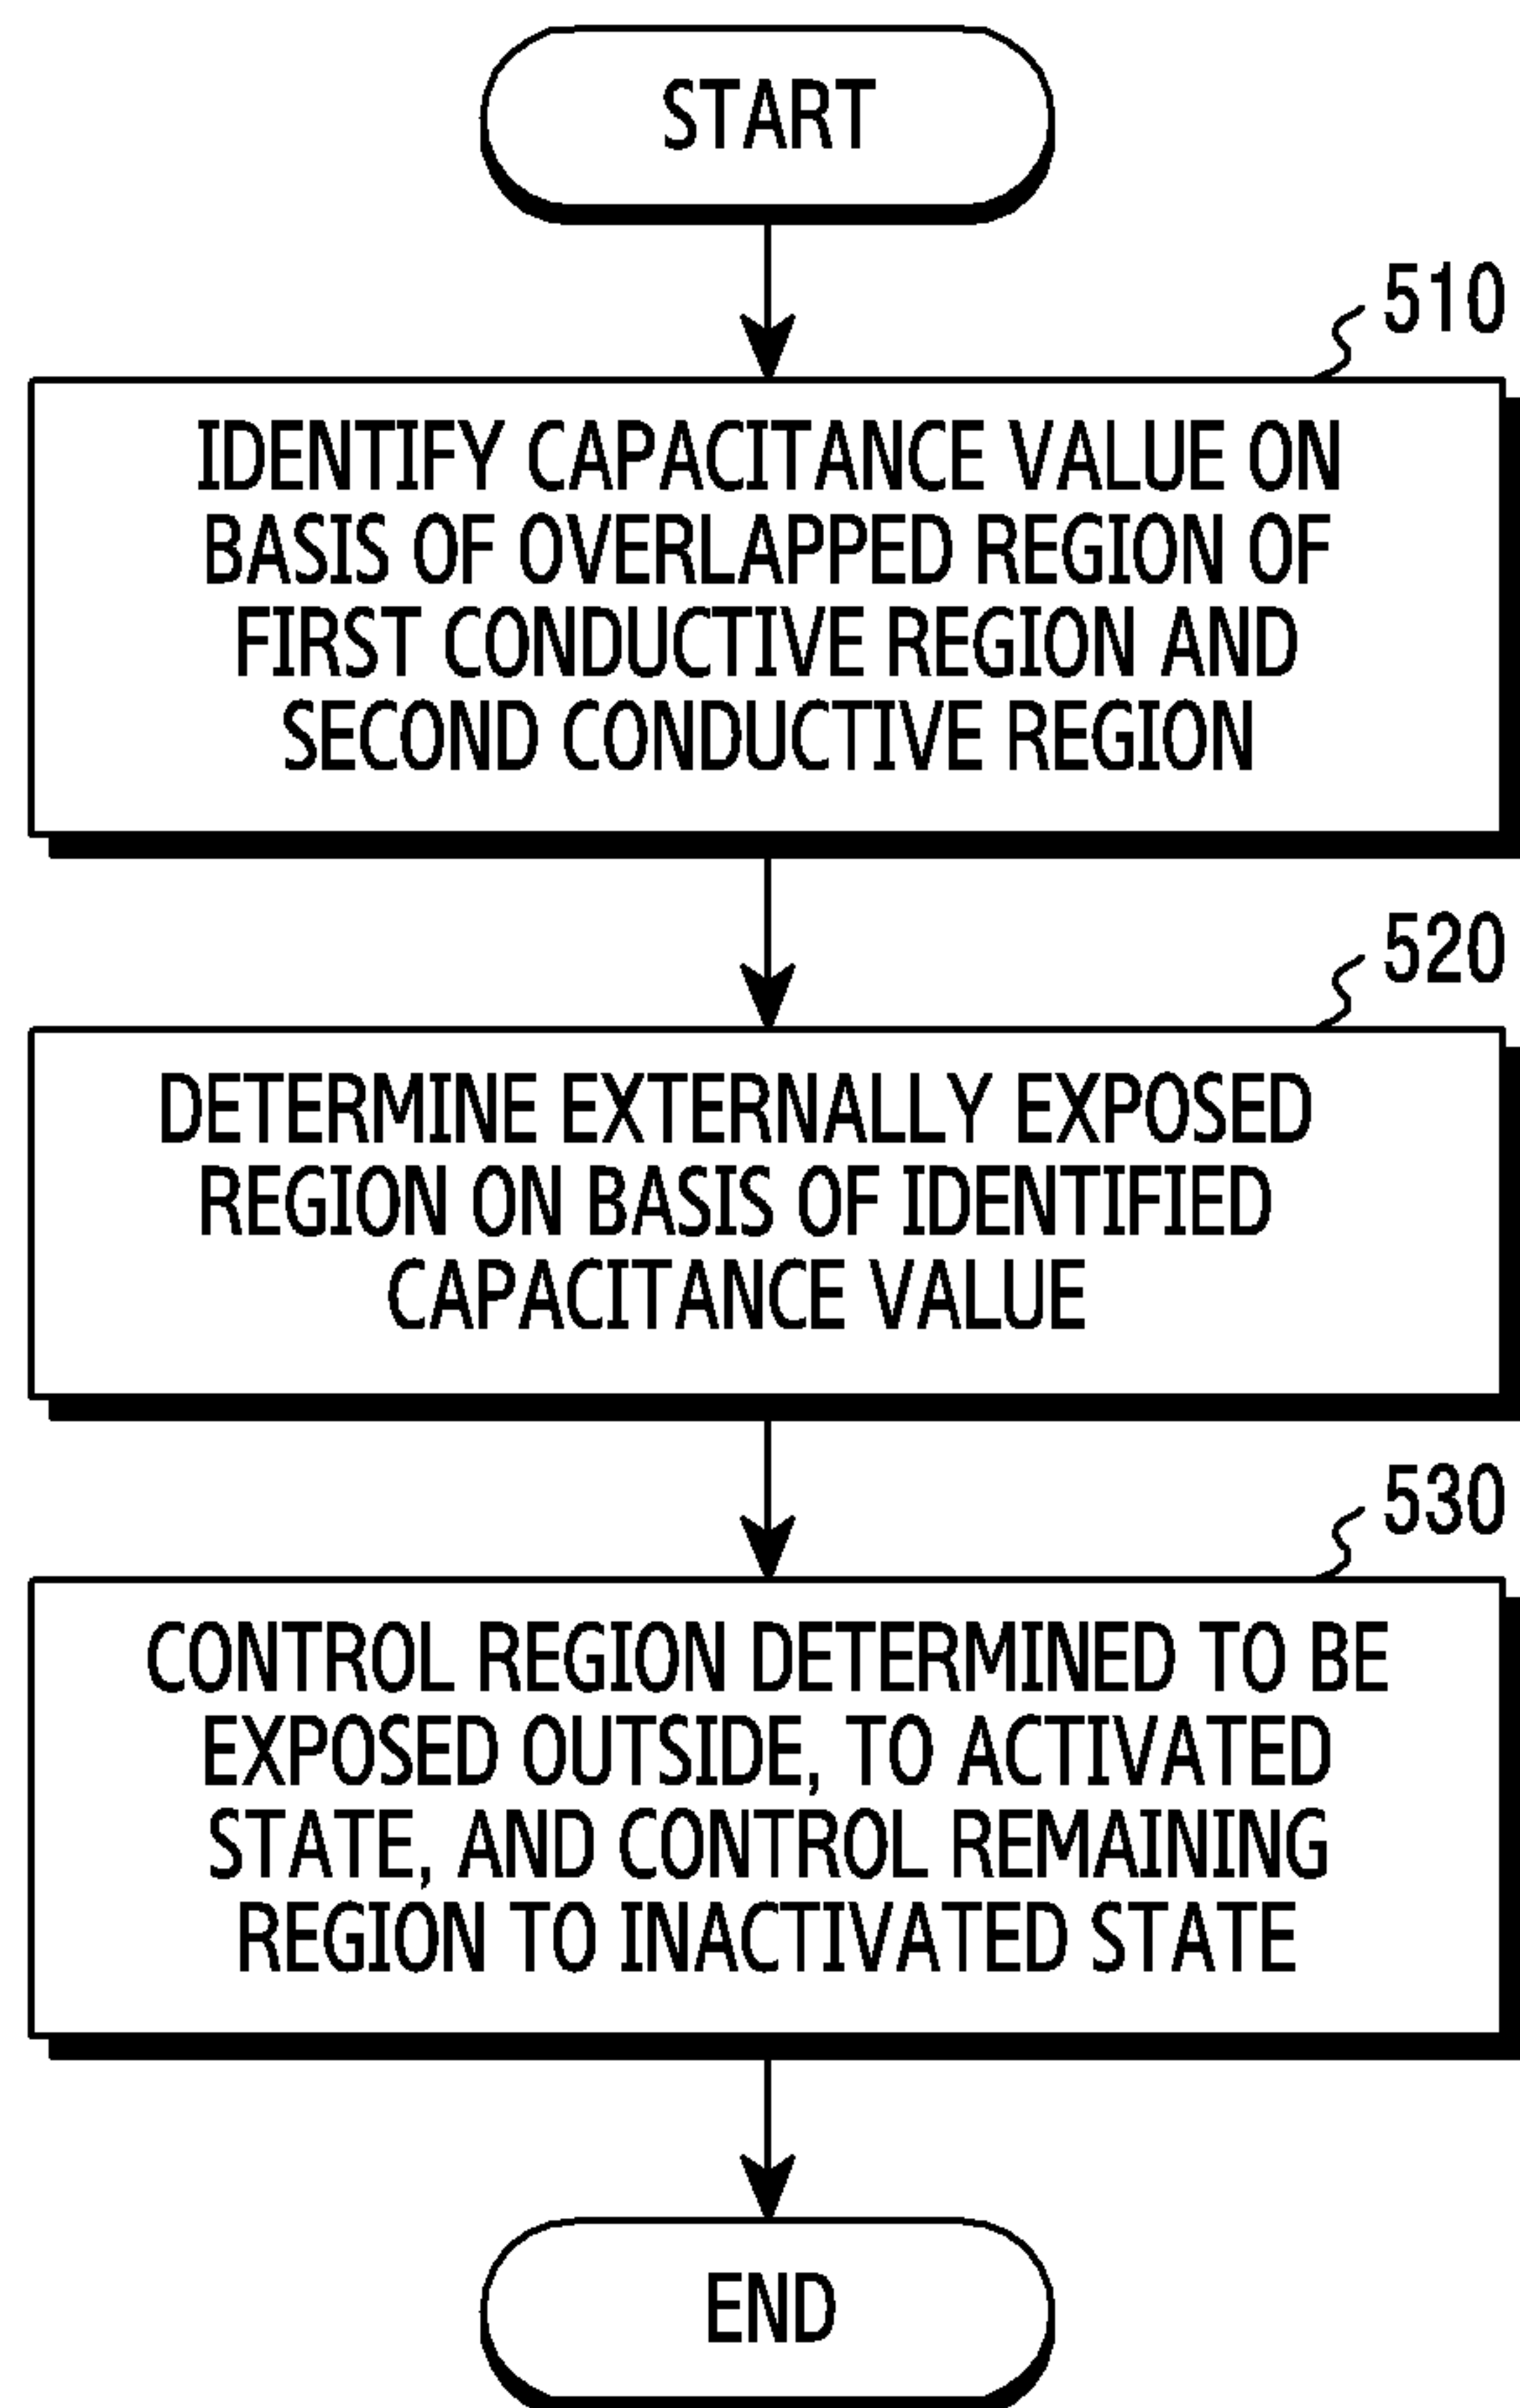 START
510
IDENTIFY CAPACITANCE VALUE ON
BASIS OF OVERLAPPED REGION OF
FIRST CONDUCTIVE REGION AND
SECOND CONDUCTIVE REGION
520
DETERMINE EXTERNALLY EXPOSED
REGION ON BASIS OF IDENTIFIED
CAPACITANCE VALUE
530
CONTROL REGION DETERMINED TO BE
EXPOSED OUTSIDE, TO ACTIVATED
STATE, AND CONTROL REMAINING
REGION TO INACTIVATED STATE
END